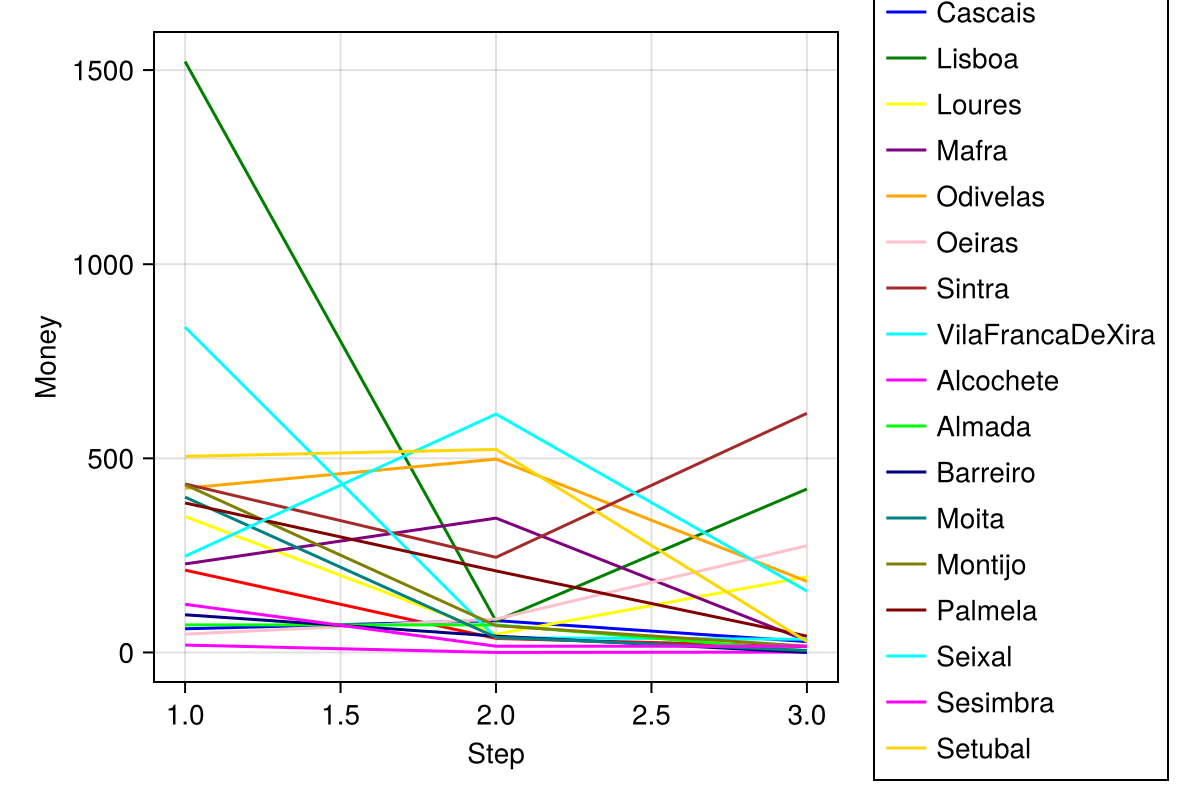 Money
1500
1000
500
0
1.0 1.5 2.0 2.5 3.0
Step
Cascais
Lisboa
Loures
Mafra
Odivelas
Oeiras
Sintra
VilaFrancaDeXira
Alcochete
Almada
Barreiro
Moita
Montijo
Palmela
Seixal
Sesimbra
Setubal